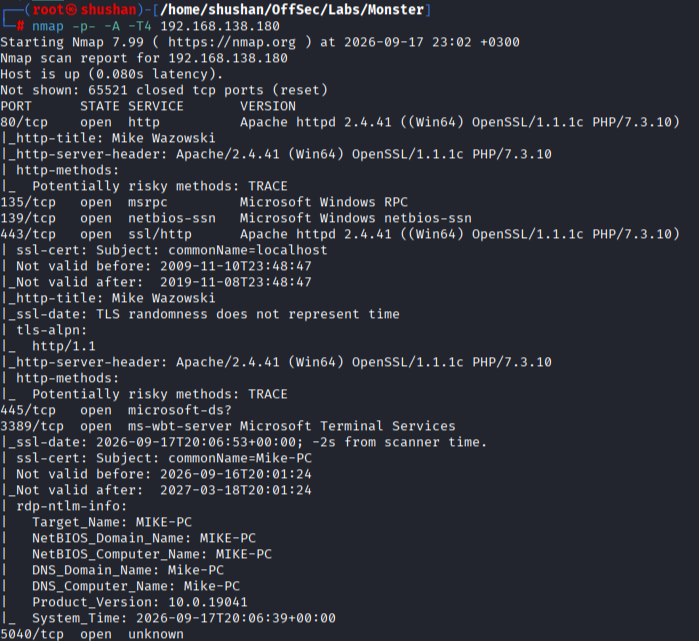 ┌──(root㉿shushan)-[/home/shushan/OffSec/Labs/Monster]
└─# nmap -p- -A -T4 192.168.138.180
Starting Nmap 7.99 ( https://nmap.org ) at 2026-09-17 23:02 +0300
Nmap scan report for 192.168.138.180
Host is up (0.080s latency).
Not shown: 65521 closed tcp ports (reset)
PORT      STATE SERVICE       VERSION
80/tcp    open  http          Apache httpd 2.4.41 ((Win64) OpenSSL/1.1.1c PHP/7.3.10)
|_http-title: Mike Wazowski
|_http-server-header: Apache/2.4.41 (Win64) OpenSSL/1.1.1c PHP/7.3.10
| http-methods:
|_  Potentially risky methods: TRACE
135/tcp   open  msrpc         Microsoft Windows RPC
139/tcp   open  netbios-ssn   Microsoft Windows netbios-ssn
443/tcp   open  ssl/http      Apache httpd 2.4.41 ((Win64) OpenSSL/1.1.1c PHP/7.3.10)
| ssl-cert: Subject: commonName=localhost
| Not valid before: 2009-11-10T23:48:47
|_Not valid after:  2019-11-08T23:48:47
|_http-title: Mike Wazowski
|_ssl-date: TLS randomness does not represent time
| tls-alpn:
|_  http/1.1
|_http-server-header: Apache/2.4.41 (Win64) OpenSSL/1.1.1c PHP/7.3.10
| http-methods:
|_  Potentially risky methods: TRACE
445/tcp   open  microsoft-ds?
3389/tcp  open  ms-wbt-server Microsoft Terminal Services
|_ssl-date: 2026-09-17T20:06:53+00:00; -2s from scanner time.
| ssl-cert: Subject: commonName=Mike-PC
| Not valid before: 2026-09-16T20:01:24
|_Not valid after:  2027-03-18T20:01:24
| rdp-ntlm-info:
|   Target_Name: MIKE-PC
|   NetBIOS_Domain_Name: MIKE-PC
|   NetBIOS_Computer_Name: MIKE-PC
|   DNS_Domain_Name: Mike-PC
|   DNS_Computer_Name: Mike-PC
|   Product_Version: 10.0.19041
|_  System_Time: 2026-09-17T20:06:39+00:00
5040/tcp  open  unknown